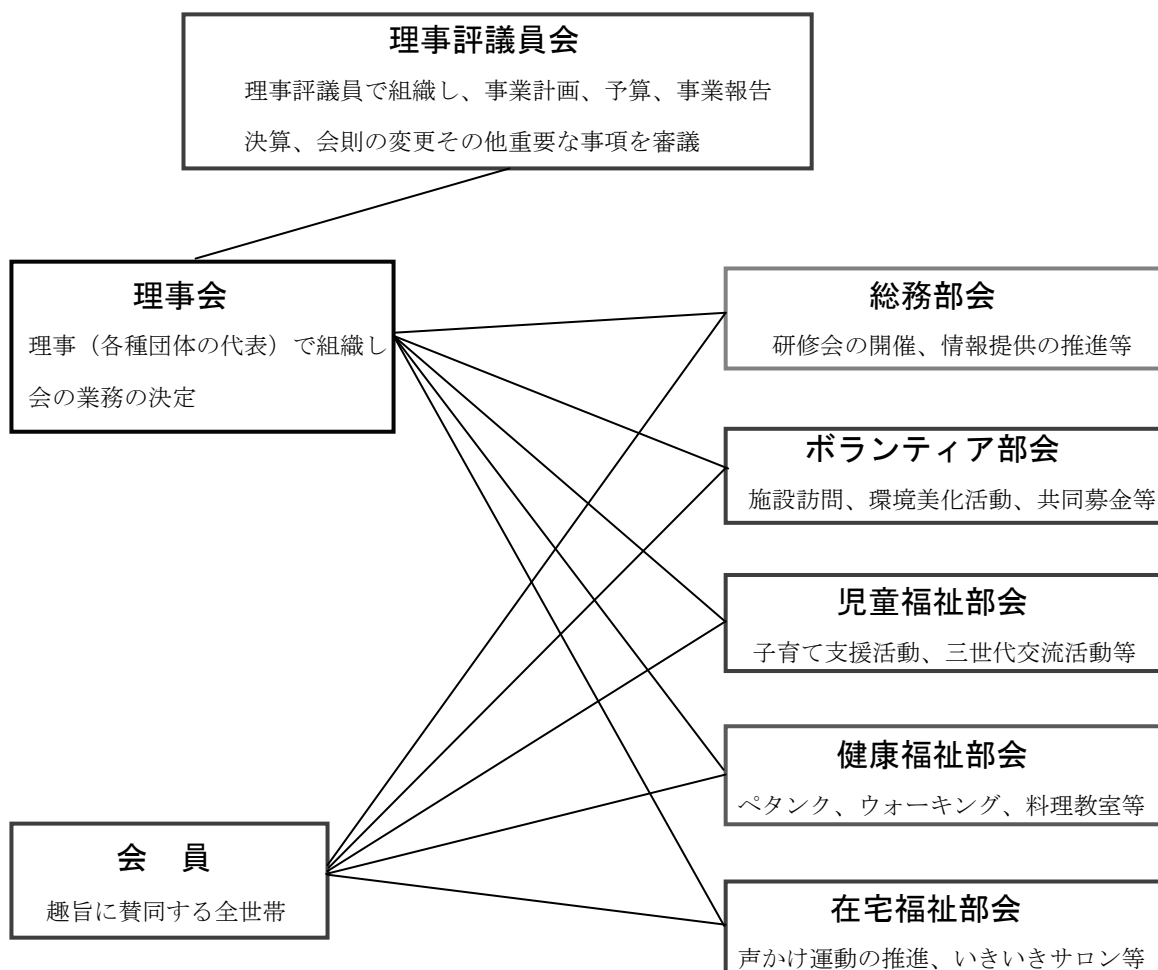 理事評議員会
理事評議員で組織し、事業計画、予算、事業報告
決算、会則の変更その他重要な事項を審議
理事会
理事（各種団体の代表）で組織し
会の業務の決定
総務部会
研修会の開催、情報提供の推進等
ボランティア部会
施設訪問、環境美化活動、共同募金等
児童福祉部会
子育て支援活動、三世代交流活動等
健康福祉部会
ペタンク、ウォーキング、料理教室等
会　員
趣旨に賛同する全世帯
在宅福祉部会
声かけ運動の推進、いきいきサロン等